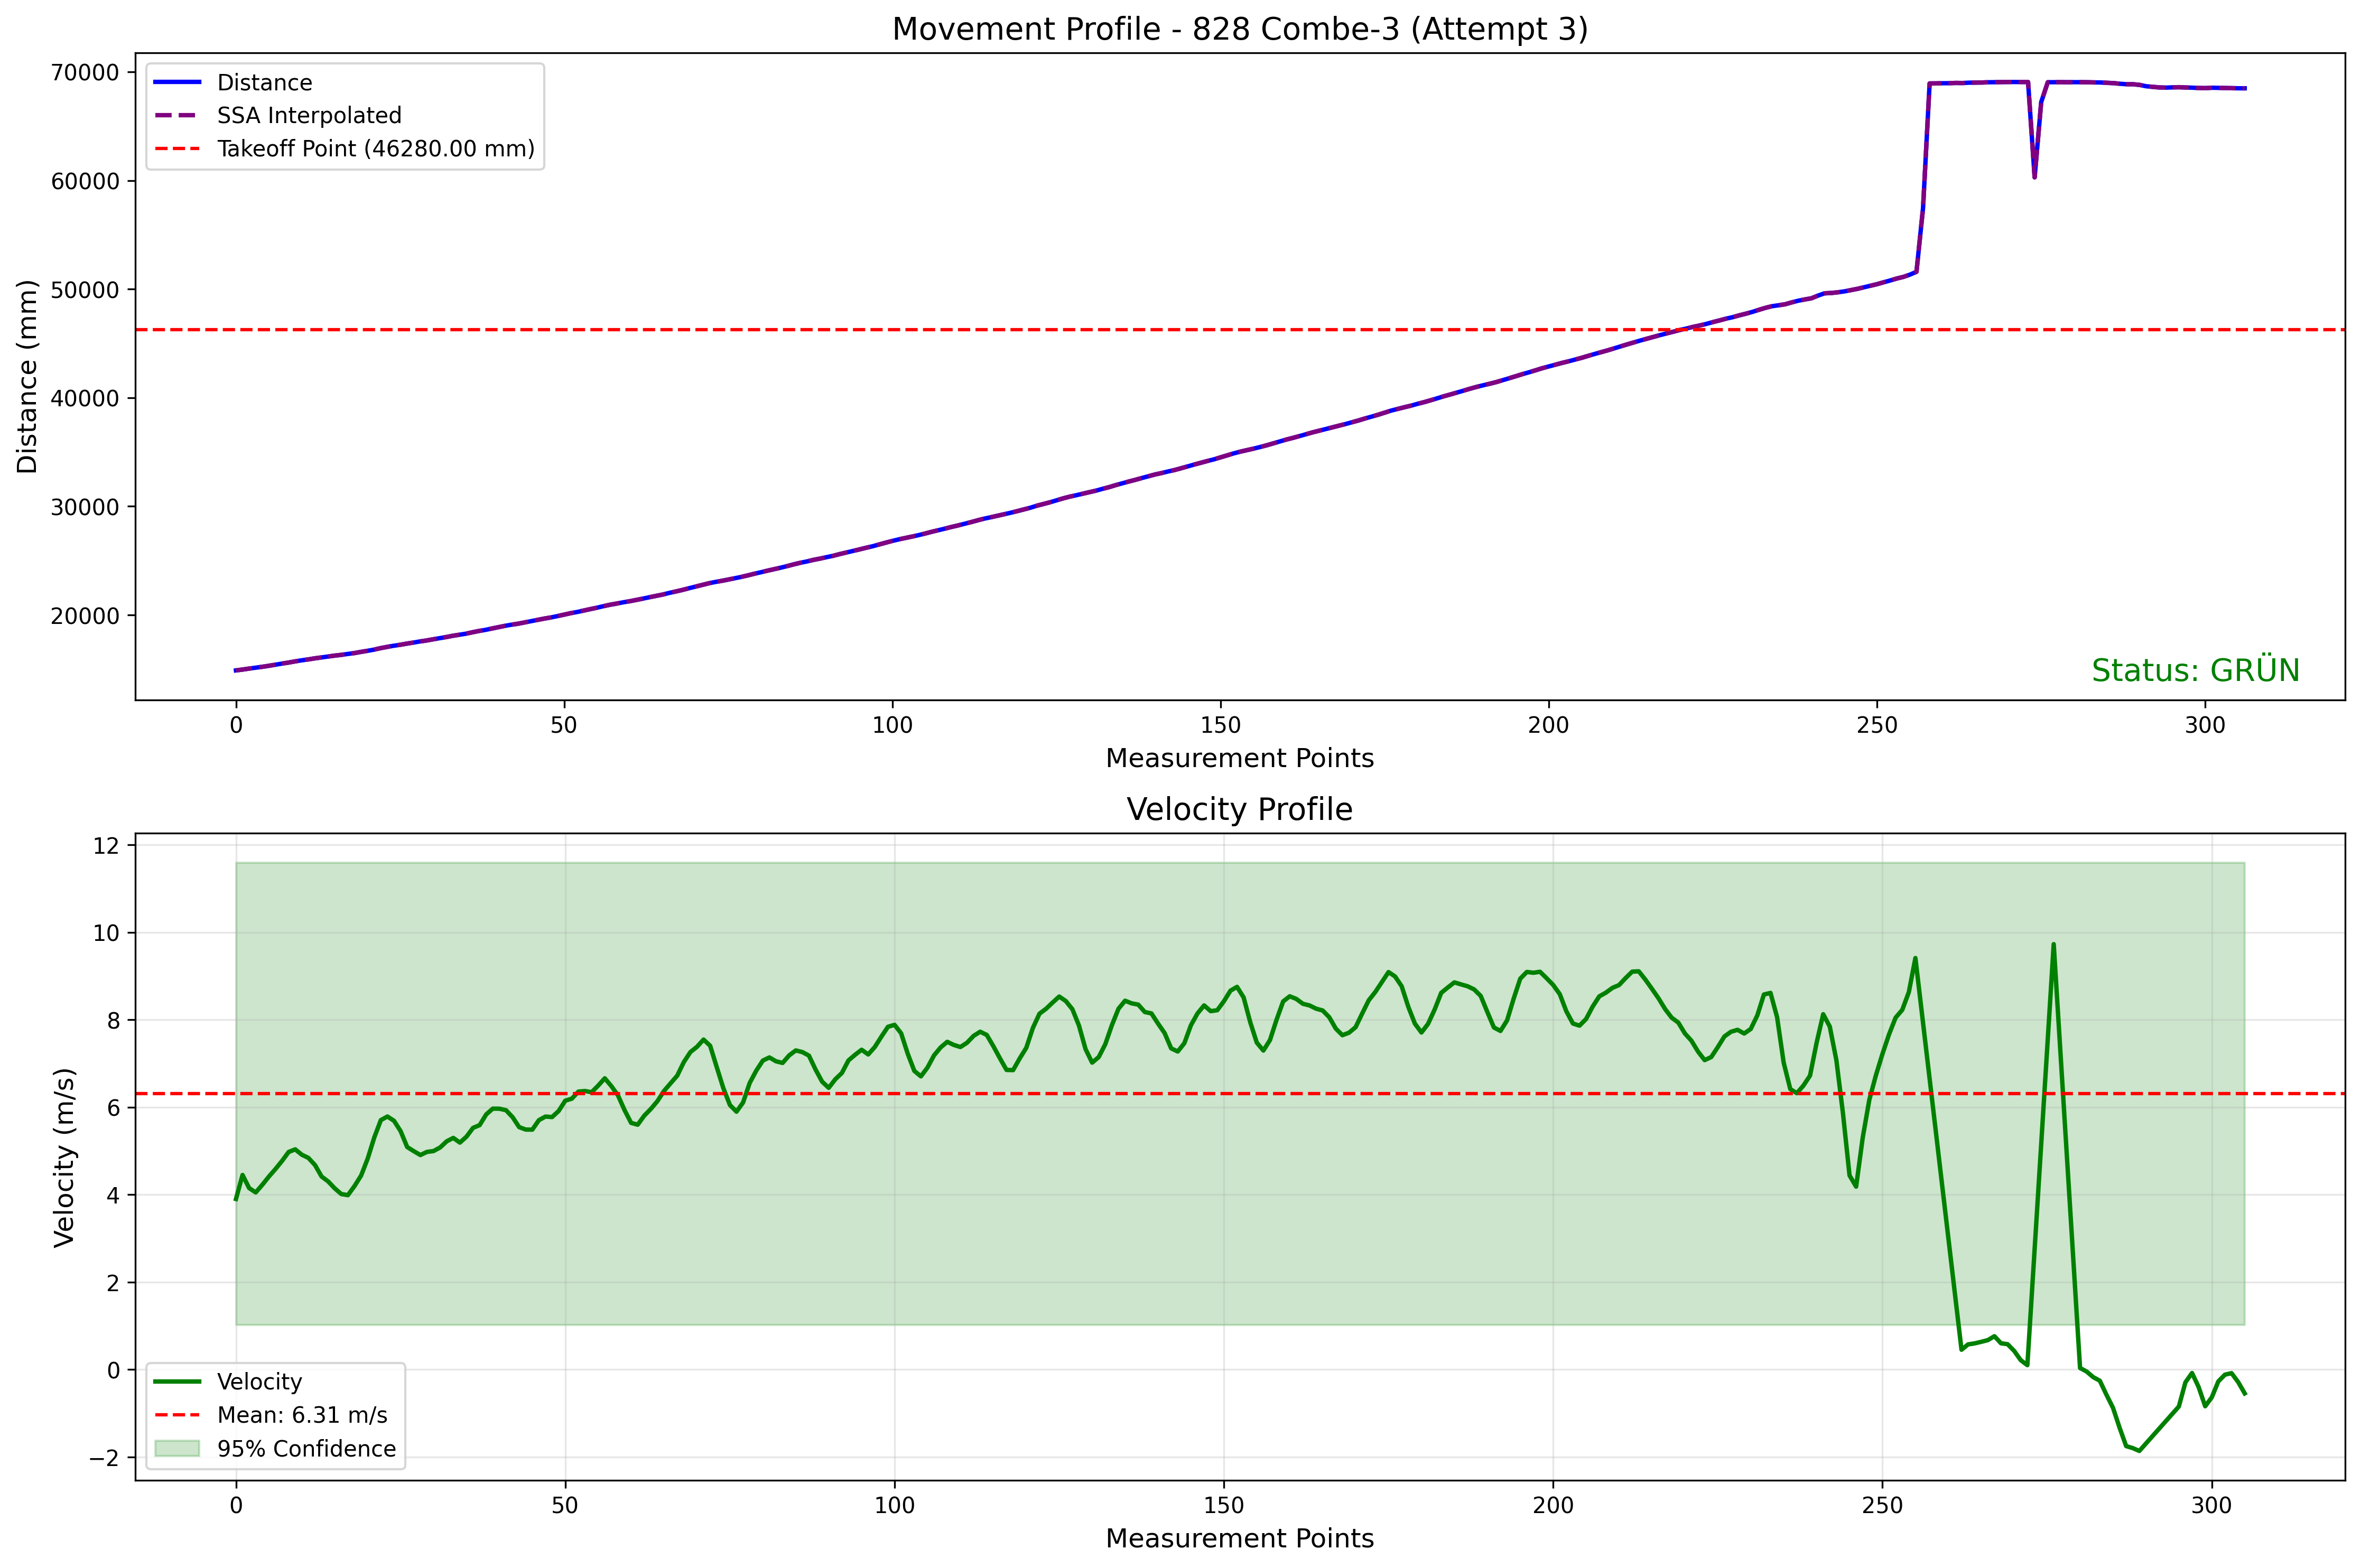 Movement Profile - 828 Combe-3 (Attempt 3)
Distance
SSA Interpolated
Takeoff Point (46280.00 mm)
Distance (mm)
70000
60000
50000
40000
30000
20000
Status: GRÜN
0 50 100 150 200 250 300
Measurement Points
Velocity Profile
Velocity (m/s)
12
10
8
6
4
2
0
−2
Velocity
Mean: 6.31 m/s
95% Confidence
0 50 100 150 200 250 300
Measurement Points